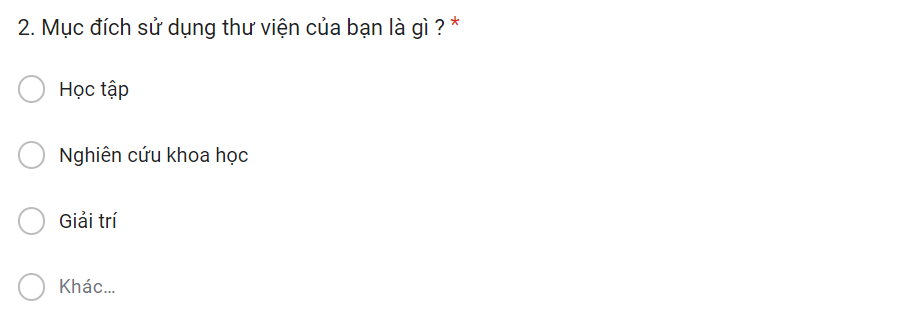 2. Mục đích sử dụng thư viện của bạn là gì ? *
Học tập
Nghiên cứu khoa học
Giải trí
Khác...